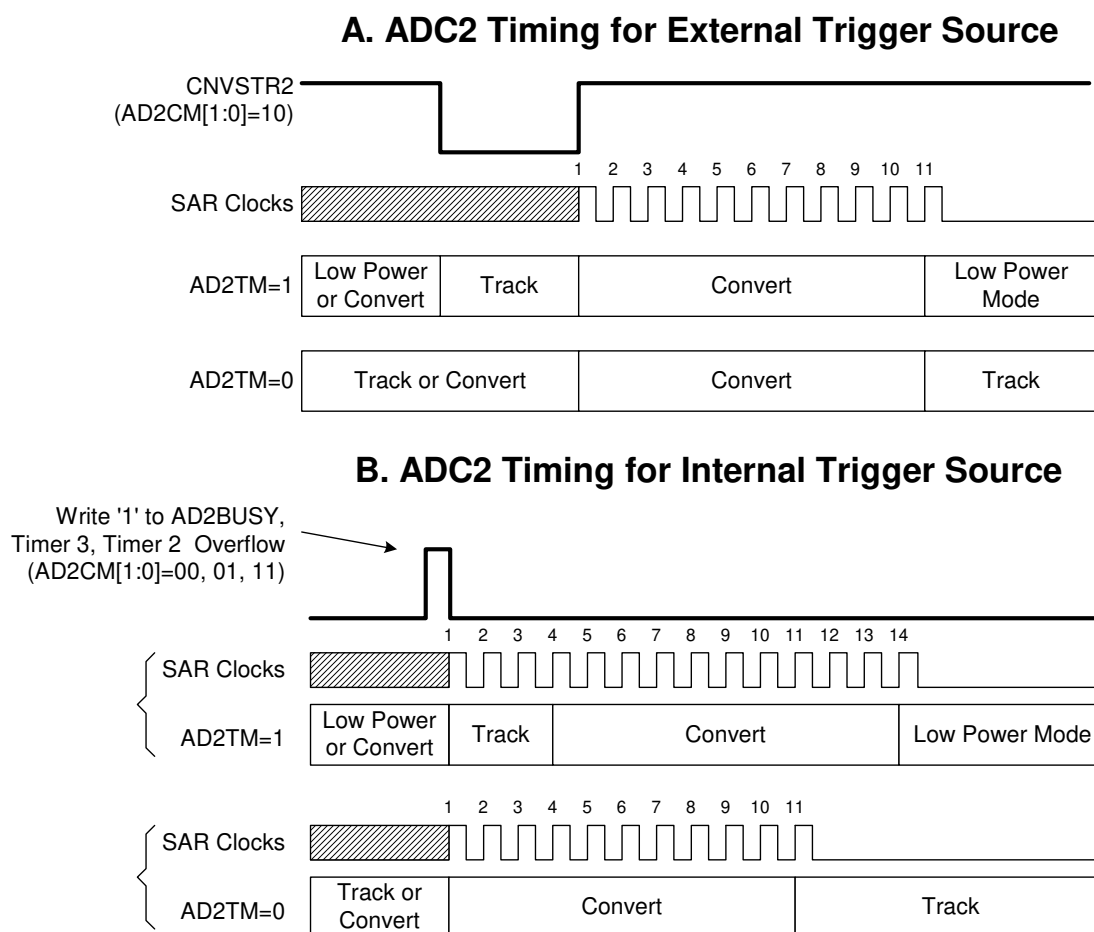 A. ADC2 Timing for External Trigger Source
CNVSTR2
(AD2CM[1:0]=10)
1 2 3 4 5 6 7 8 9 10 11
SAR Clocks
AD2TM=1
Low Power
or Convert
Track
Convert
Low Power
Mode
AD2TM=0
Track or Convert
Convert
Track
B. ADC2 Timing for Internal Trigger Source
Write '1' to AD2BUSY,
Timer 3, Timer 2 Overflow
(AD2CM[1:0]=00, 01, 11)
1 2 3 4 5 6 7 8 9 10 11 12 13 14
SAR Clocks
AD2TM=1
Low Power
or Convert
Track
Convert
Low Power Mode
1 2 3 4 5 6 7 8 9 10 11
SAR Clocks
AD2TM=0
Track or
Convert
Convert
Track